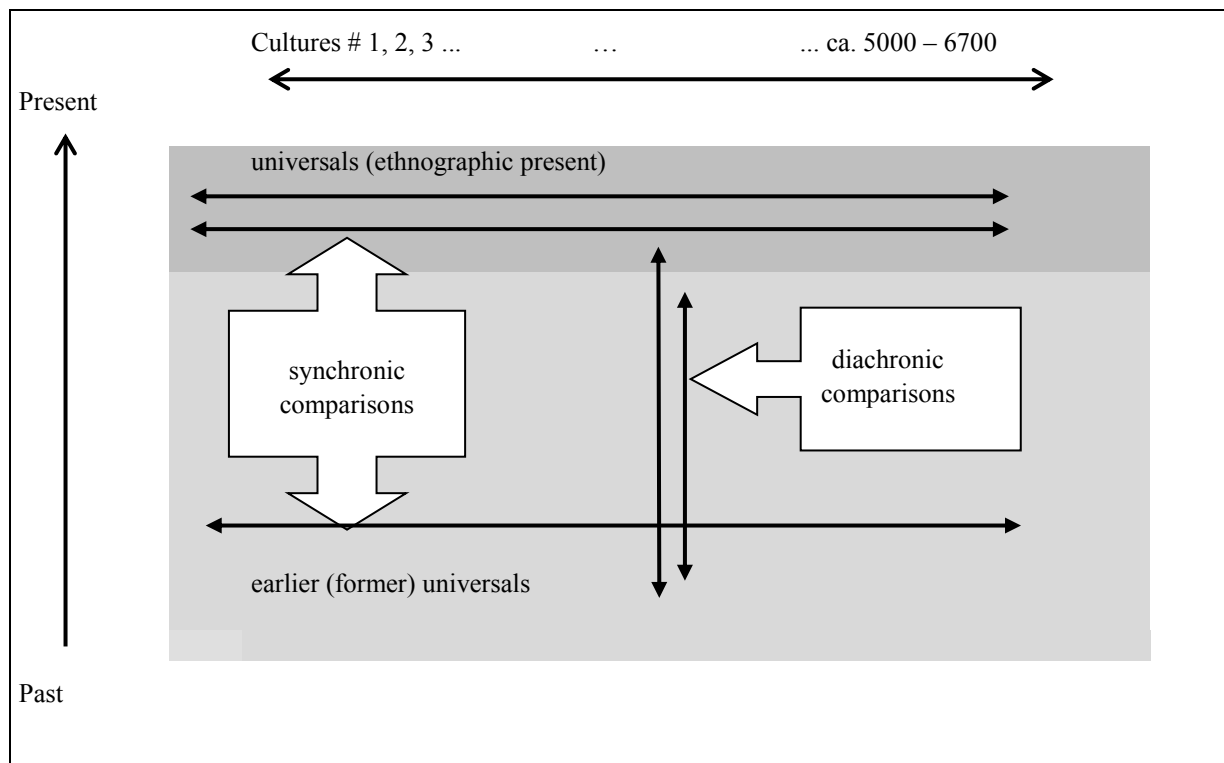 Cultures # 1, 2, 3 ... … ... ca. 5000 – 6700
Present
universals (ethnographic present)
synchronic
comparisons
diachronic
comparisons
earlier (former) universals
Past